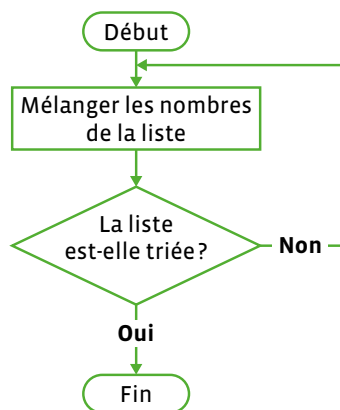 Début
Mélanger les nombres
de la liste
La liste
est-elle triée ?
Non
Oui
Fin